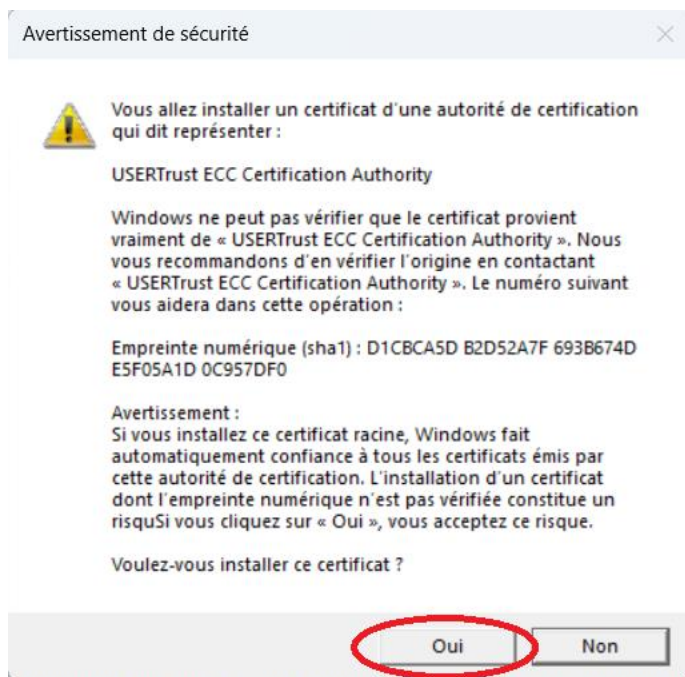 Avertissement de sécurité
Vous allez installer un certificat d'une autorité de certification
qui dit représenter :
USERTrust ECC Certification Authority
Windows ne peut pas vérifier que le certificat provient
vraiment de « USERTrust ECC Certification Authority ». Nous
vous recommandons d'en vérifier l'origine en contactant
« USERTrust ECC Certification Authority ». Le numéro suivant
vous aidera dans cette opération :
Empreinte numérique (sha1) : D1CBCA5D B2D52A7F 693B674D
E5F05A1D 0C957DF0
Avertissement :
Si vous installez ce certificat racine, Windows fait
automatiquement confiance à tous les certificats émis par
cette autorité de certification. L'installation d'un certificat
dont l'empreinte numérique n'est pas vérifiée constitue un
risquSi vous cliquez sur « Oui », vous acceptez ce risque.
Voulez-vous installer ce certificat ?
Oui
Non